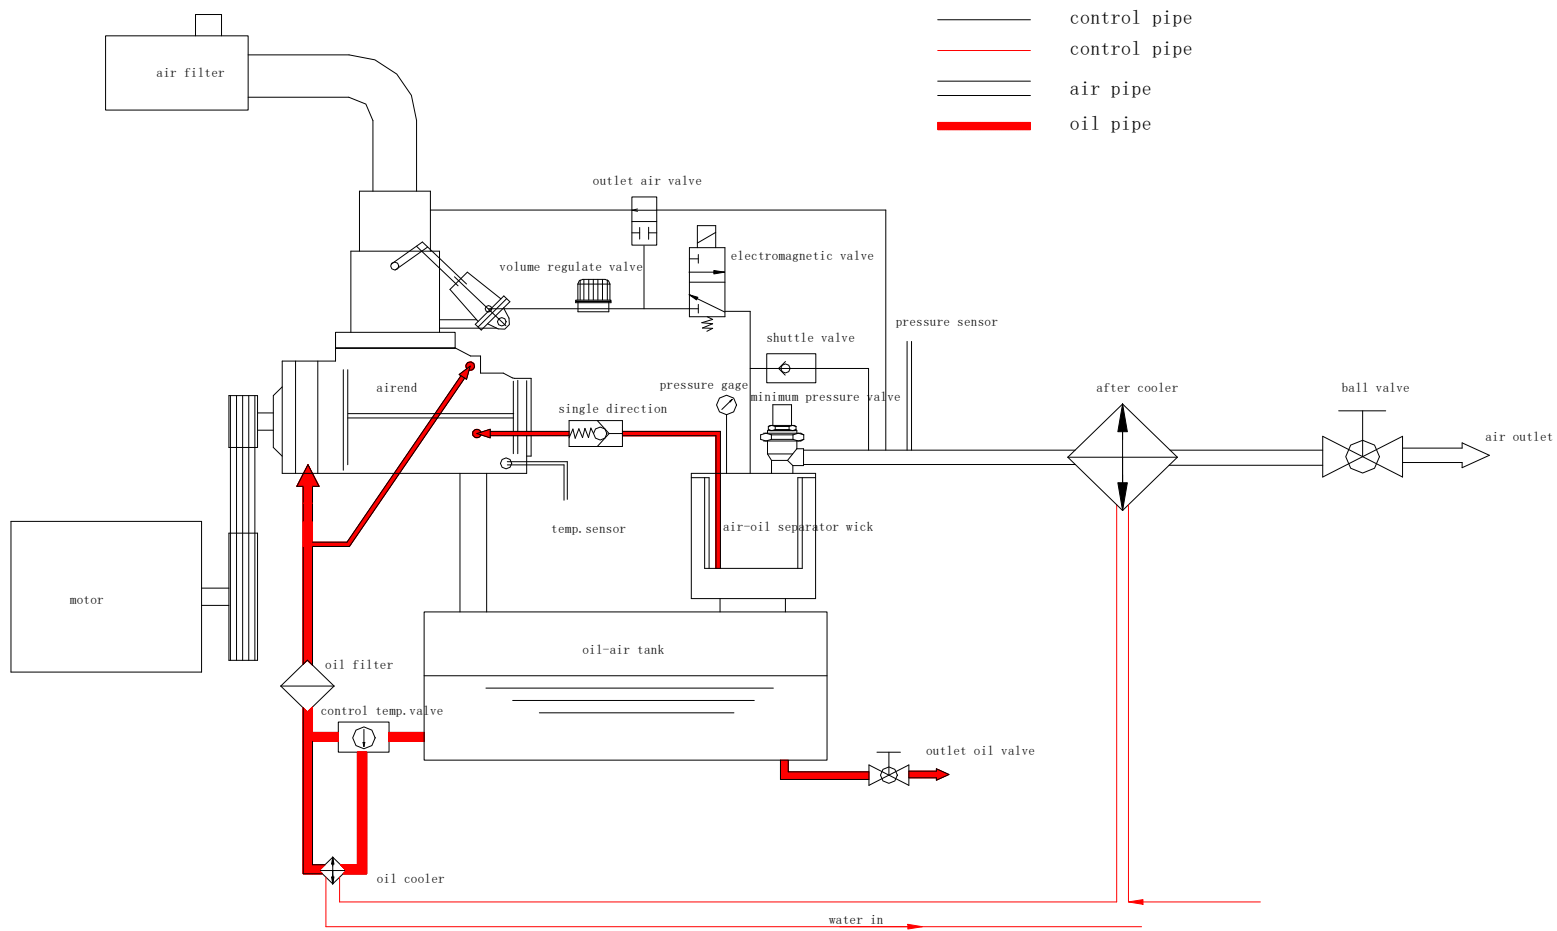 control pipe
control pipe
air filter
air pipe
oil pipe
outlet air valve
electromagnetic valve
volume regulate valve
pressure sensor
shuttle valve
airend
pressure gage
minimum pressure valve
after cooler
ball valve
single direction
air outlet
temp.sensor
air-oil separator wick
motor
oil-air tank
oil filter
control temp.valve
outlet oil valve
oil cooler
water in